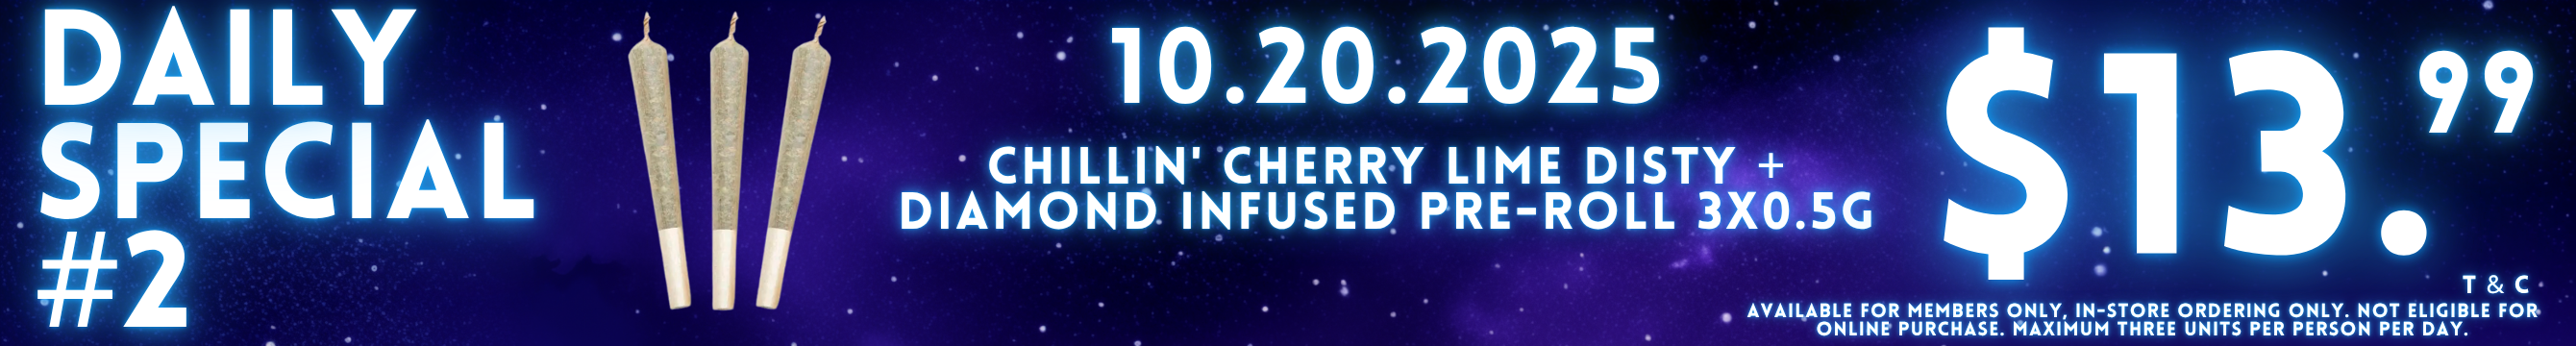 DAILY
SPECIAL
#2
10.20.2025
CHILLIN' CHERRY LIME DISTY +
DIAMOND INFUSED PRE-ROLL 3X0.5G
$13.99
T & C
AVAILABLE FOR MEMBERS ONLY, IN-STORE ORDERING ONLY. NOT ELIGIBLE FOR
ONLINE PURCHASE. MAXIMUM THREE UNITS PER PERSON PER DAY.